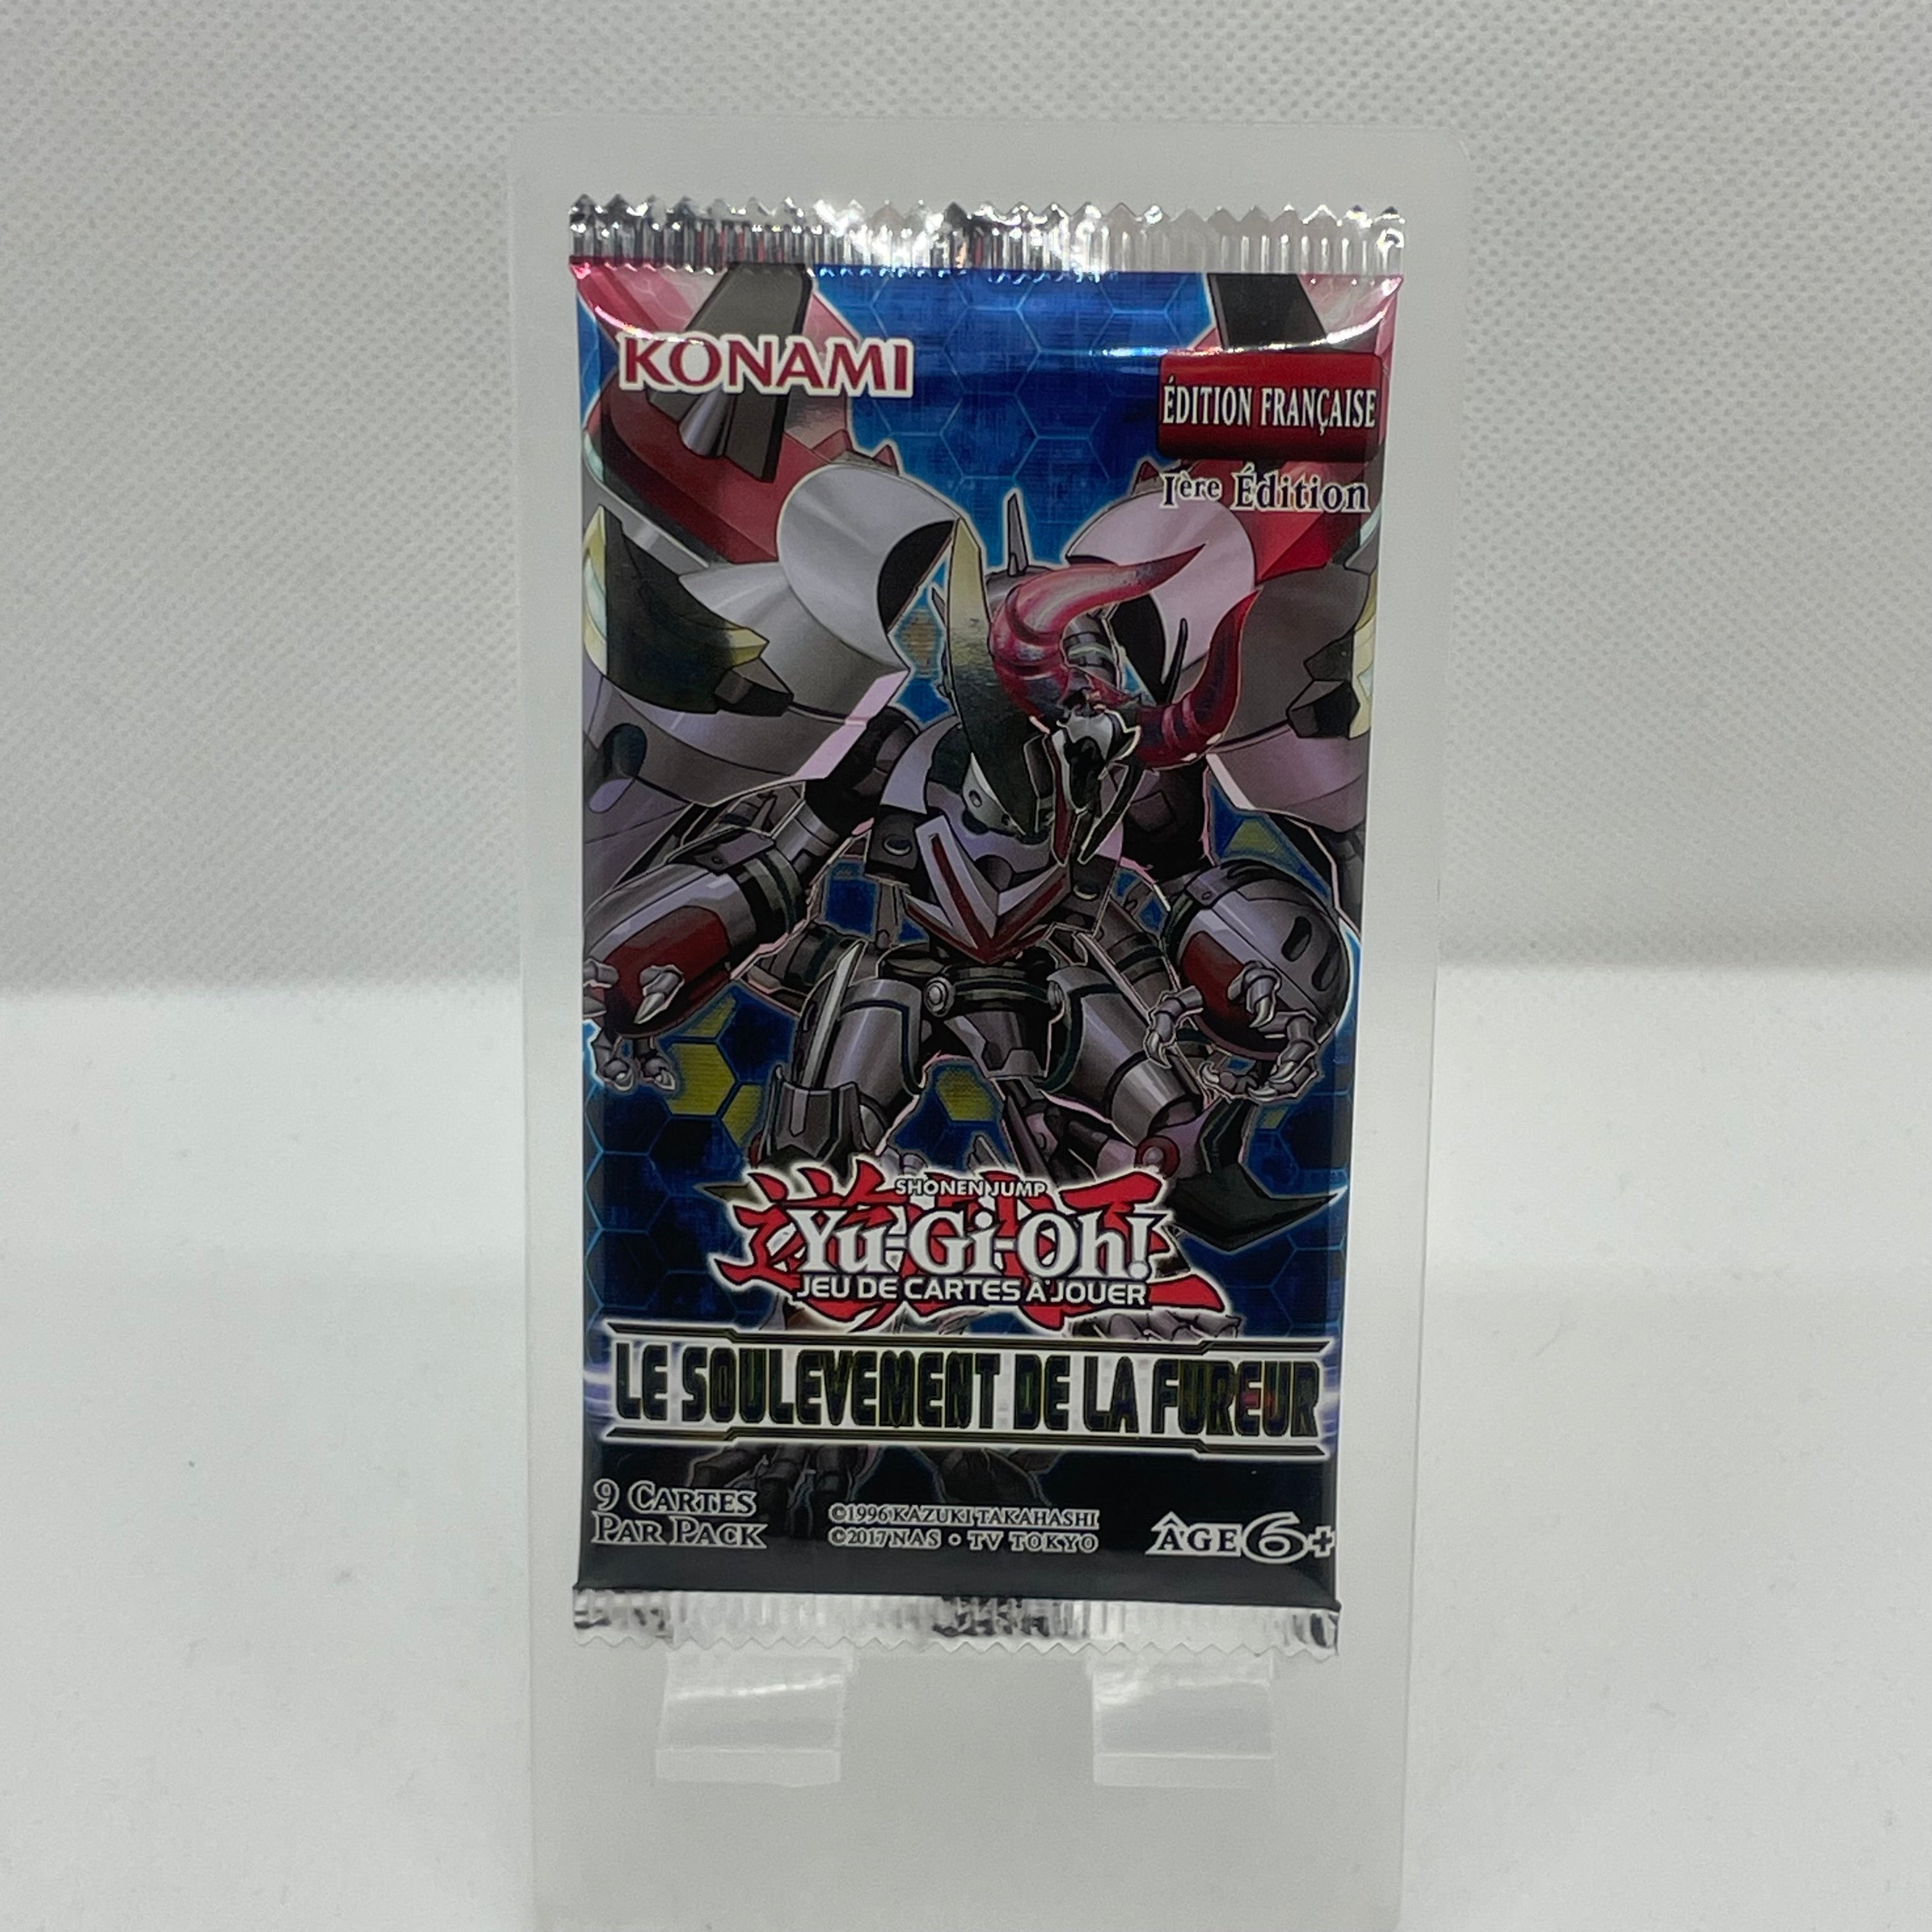 KONAMI
ÉDITION FRANÇAISE
1ère Édition
SHONEN JUMP
Yu-Gi-Oh!
JEU DE CARTES À JOUER
LE SOULEVEMENT DE LA FUREUR
9 CARTES
PAR PACK
©1996 KAZUKI TAKAHASHI
©2017 NAS • TV TOKYO
ÂGE 6+